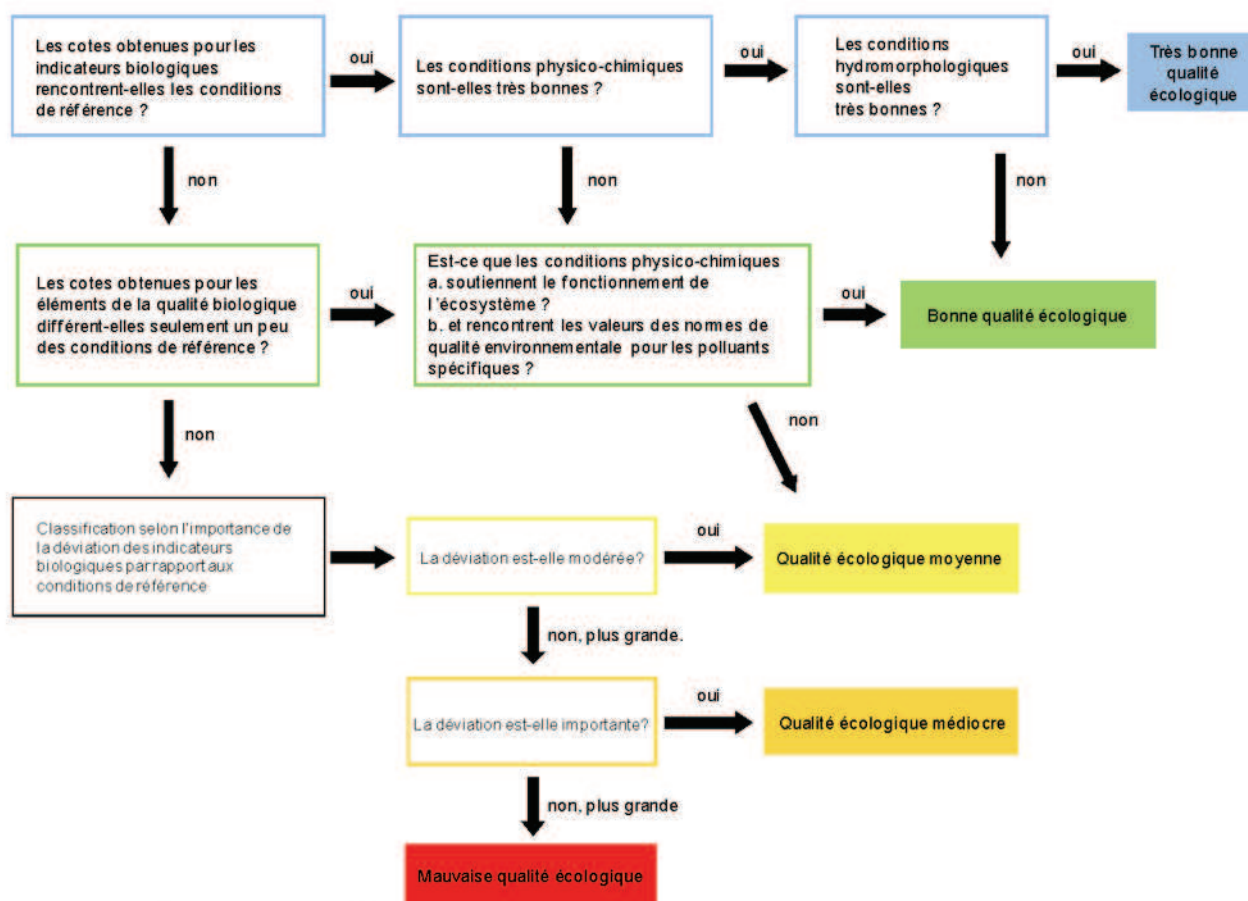 Les cotes obtenues pour les
indicateurs biologiques
rencontrent-elles les conditions
de référence ?
oui
Les conditions physico-chimiques
sont-elles très bonnes ?
oui
Les conditions
hydromorphologiques
sont-elles
très bonnes ?
oui
Très bonne
qualité
écologique
non
non
non
Les cotes obtenues pour les
éléments de la qualité biologique
différent-elles seulement un peu
des conditions de référence ?
oui
Est-ce que les conditions physico-chimiques
a. soutiennent le fonctionnement de
l'écosystème ?
b. et rencontrent les valeurs des normes de
qualité environnementale pour les polluants
spécifiques ?
oui
Bonne qualité écologique
non
non
Classification selon l'importance de
la déviation des indicateurs
biologiques par rapport aux
conditions de référence
La déviation est-elle modérée?
oui
Qualité écologique moyenne
non, plus grande.
La déviation est-elle importante?
oui
Qualité écologique médiocre
non, plus grande
Mauvaise qualité écologique